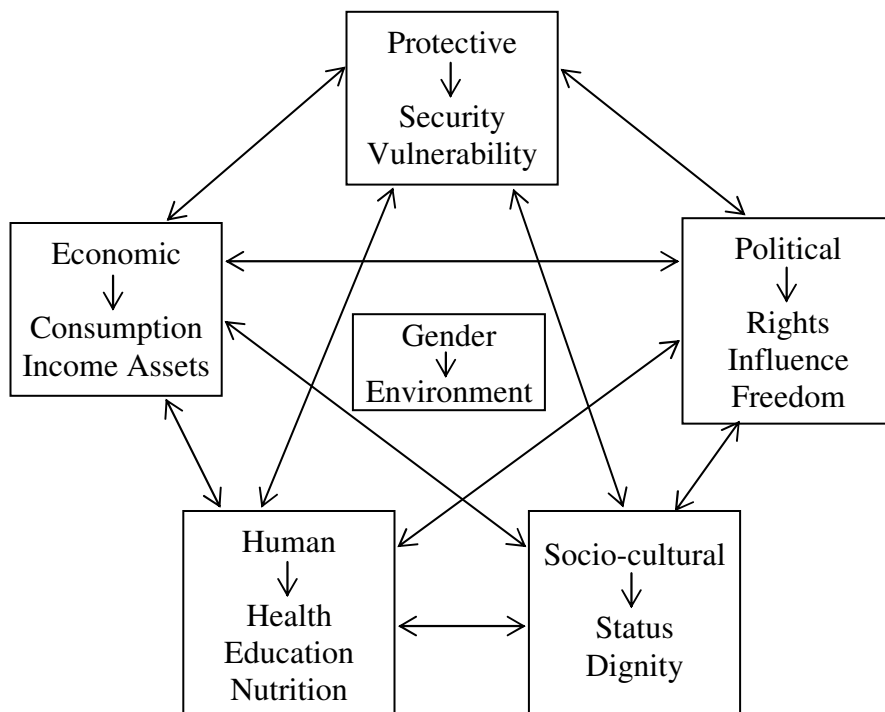 Protective
Security
Vulnerability
Economic
Consumption
Income Assets
Political
Rights
Influence
Freedom
Gender
Environment
Human
Health
Education
Nutrition
Socio-cultural
Status
Dignity